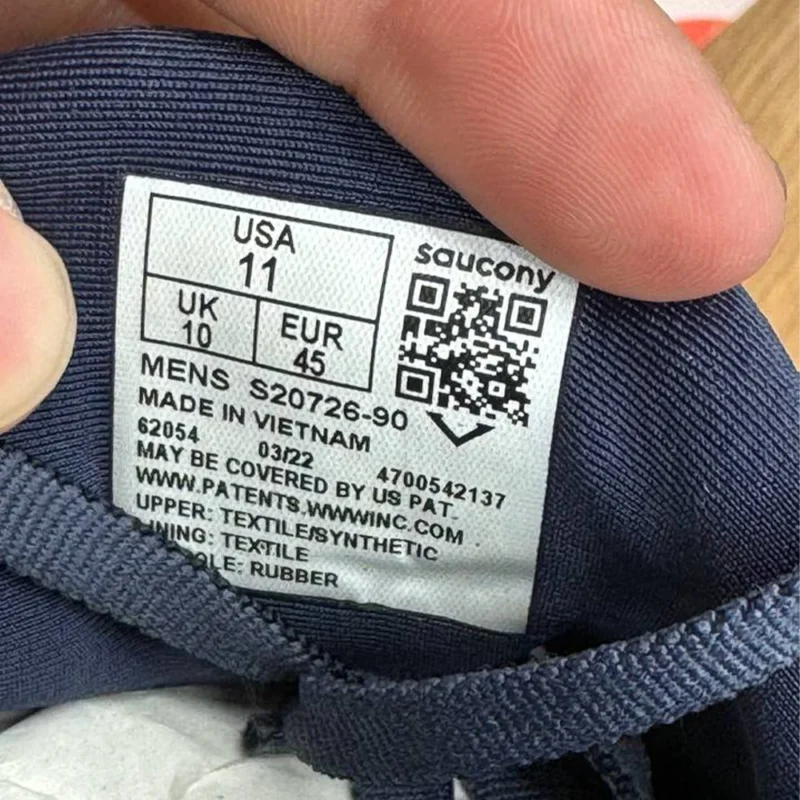 USA
11
UK
10
EUR
45
saucony
MENS S20726-90
MADE IN VIETNAM
62054 03/22 4700542137
MAY BE COVERED BY US PAT.
WWW.PATENTS.WWWINC.COM
UPPER: TEXTILE/SYNTHETIC
LINING: TEXTILE
RUBBER